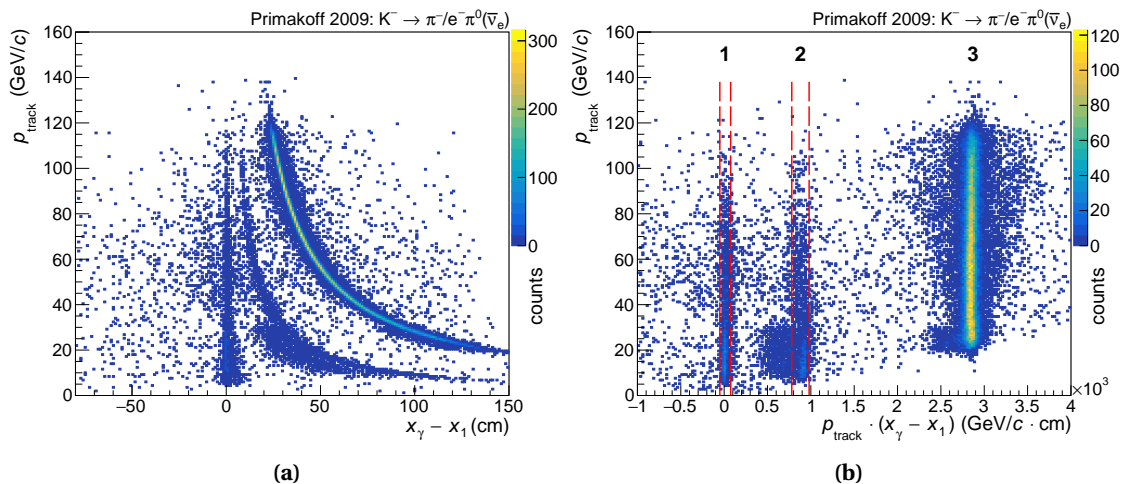 Primakoff 2009: K⁻ → π⁻/e⁻π⁰(ν̄ₑ)
p_track (GeV/c)
160
140
120
100
80
60
40
20
0
−50 0 50 100 150
x_γ − x_1 (cm)
300
200
100
0
counts
(a)
Primakoff 2009: K⁻ → π⁻/e⁻π⁰(ν̄ₑ)
1 2 3
p_track (GeV/c)
160
140
120
100
80
60
40
20
0
−1 −0.5 0 0.5 1 1.5 2 2.5 3 3.5 4
×10³
p_track · (x_γ − x_1) (GeV/c · cm)
120
100
80
60
40
20
0
counts
(b)